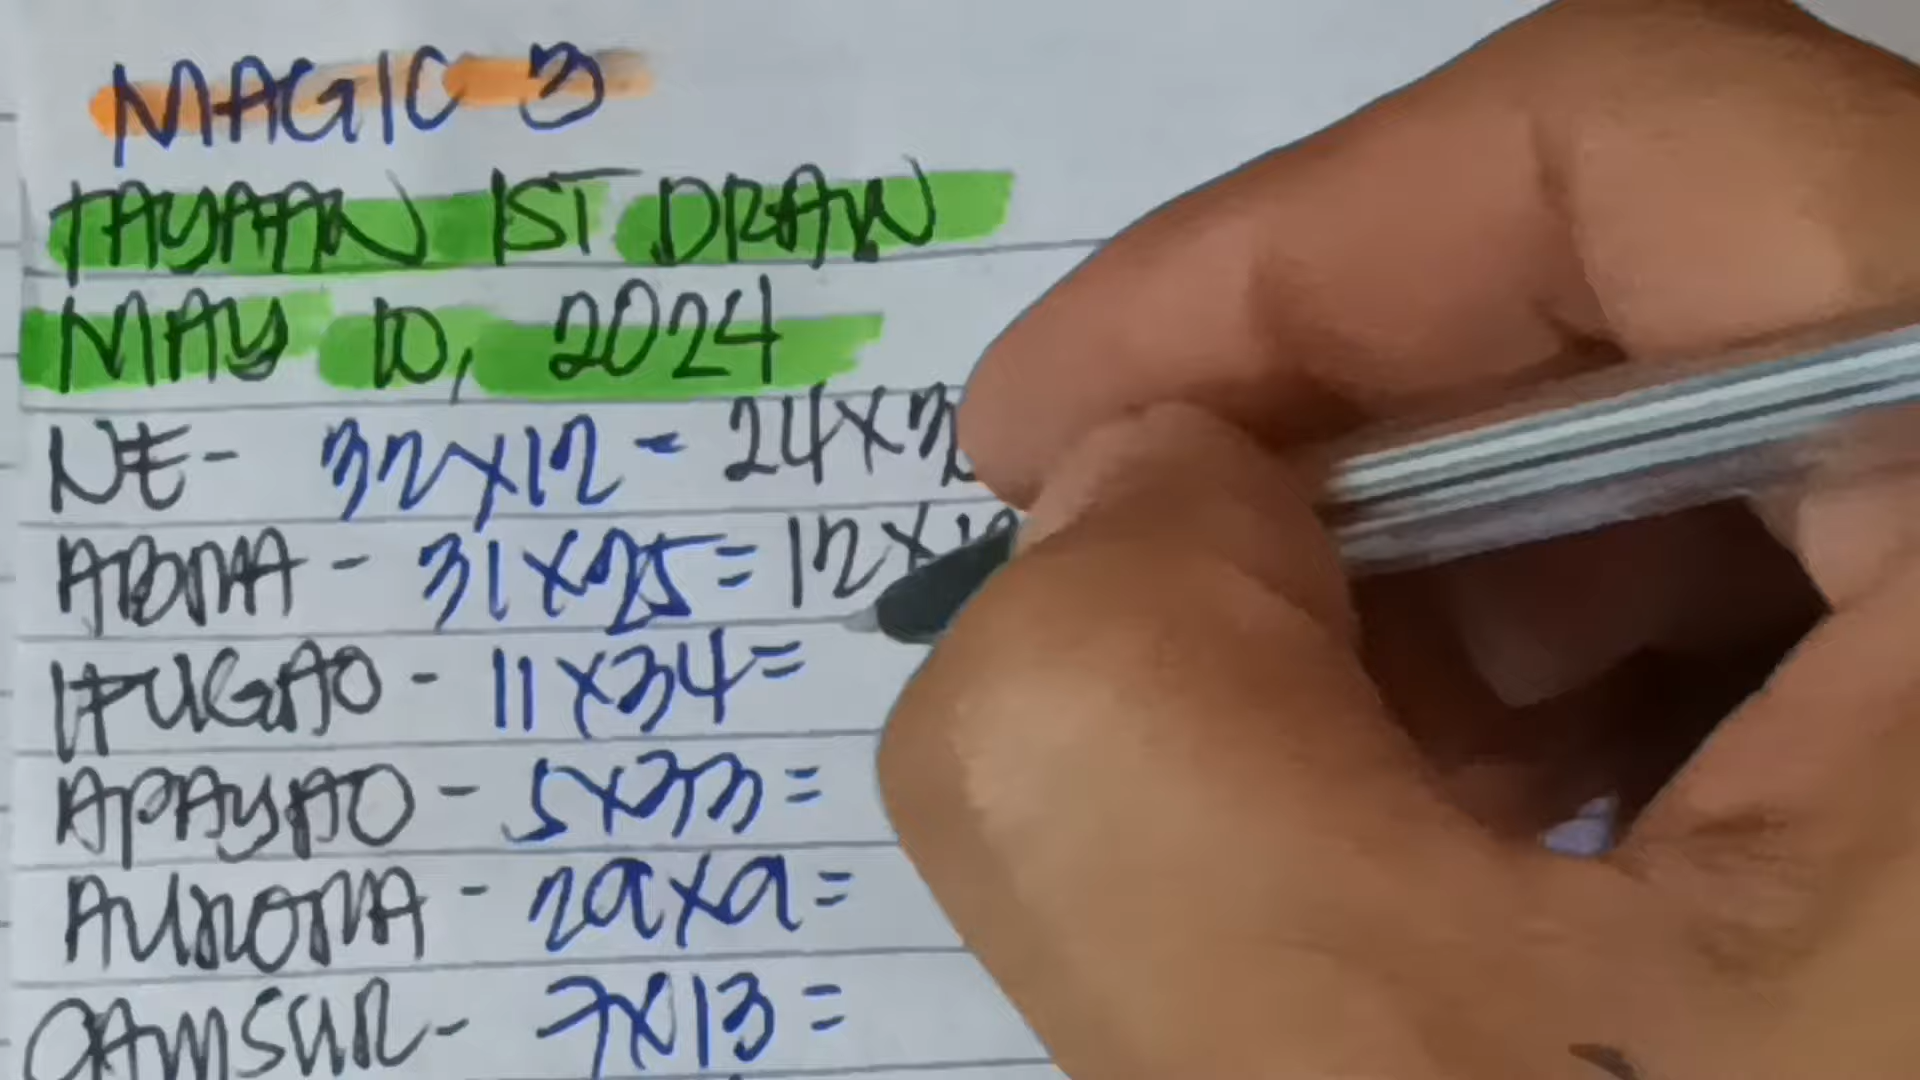 MAGIC 3
TAYAAN 1ST DRAW
MAY 10, 2024
NE- 32X12 - 24X3
ABRA - 31X25 = 12X
IFUGAO - 11X34 =
APAYAO - 5X33 =
AURORA - 29X9 =
CAMSUR - 7X13 =